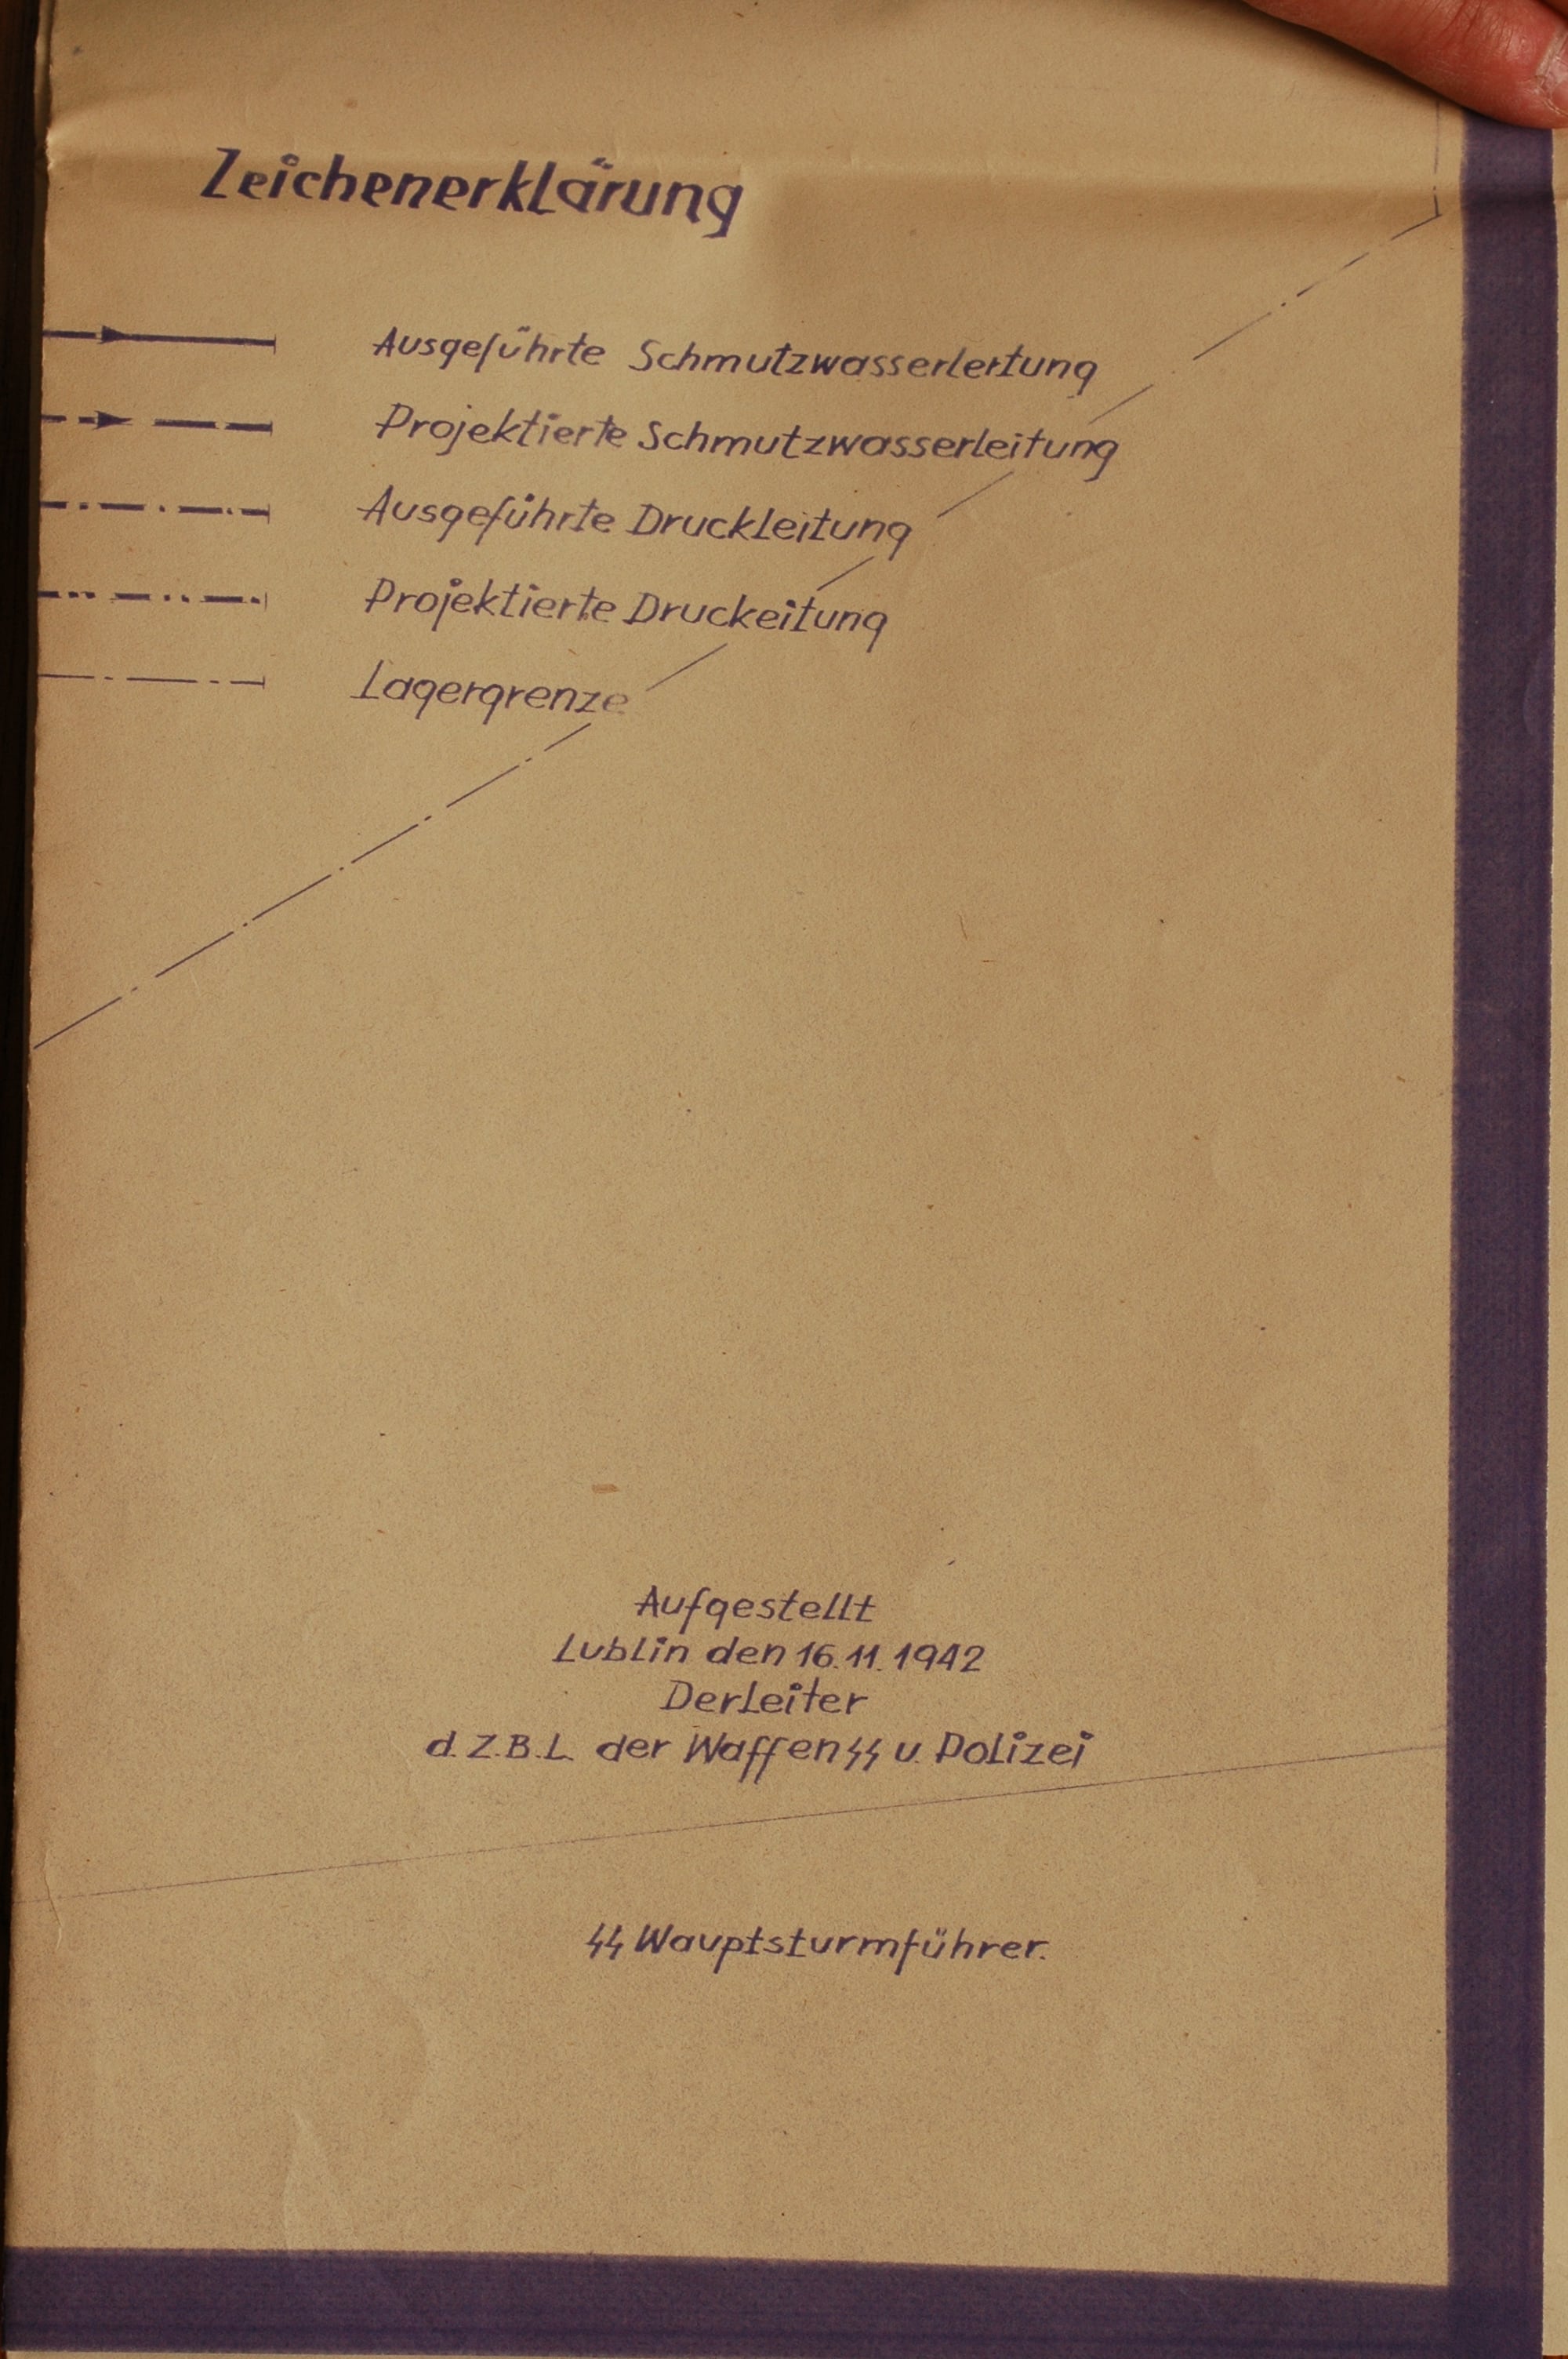 Zeichenerklärung
Ausgeführte Schmutzwasserleitung
Projektierte Schmutzwasserleitung
Ausgeführte Druckleitung
Projektierte Druckeitung
Lagergrenze
Aufgestellt
Lublin den 16.11.1942
Der Leiter
d. Z.B.L. der Waffen ϟϟ u. Polizei
ϟϟ Wauptsturmführer.